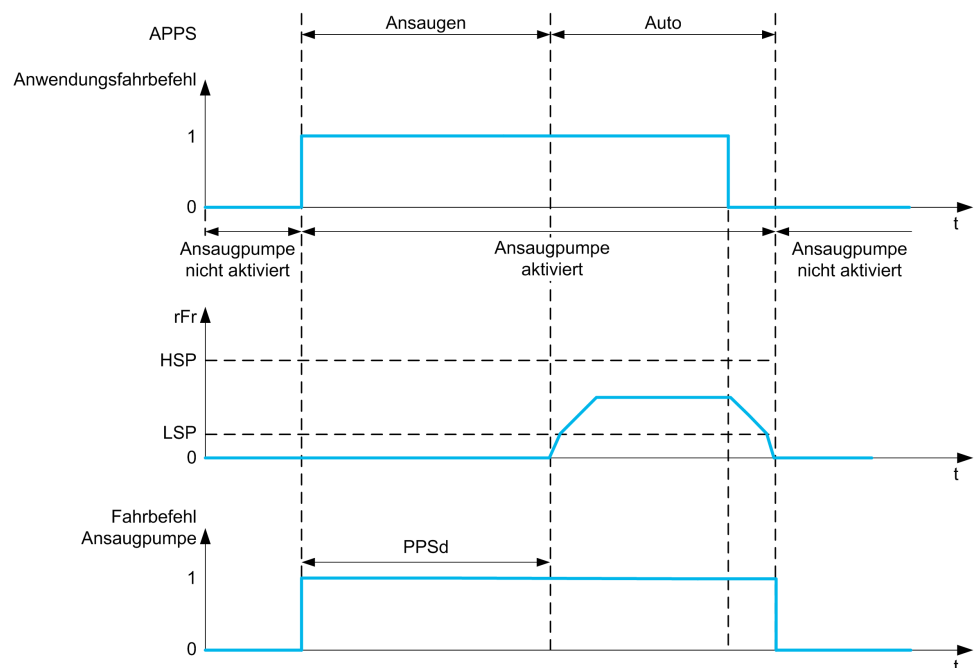 APPS
Ansaugen
Auto
Anwendungsfahrbefehl
1
0
t
Ansaugpumpe
nicht aktiviert
Ansaugpumpe
aktiviert
Ansaugpumpe
nicht aktiviert
rFr
HSP
LSP
0
t
Fahrbefehl
Ansaugpumpe
PPSd
1
0
t